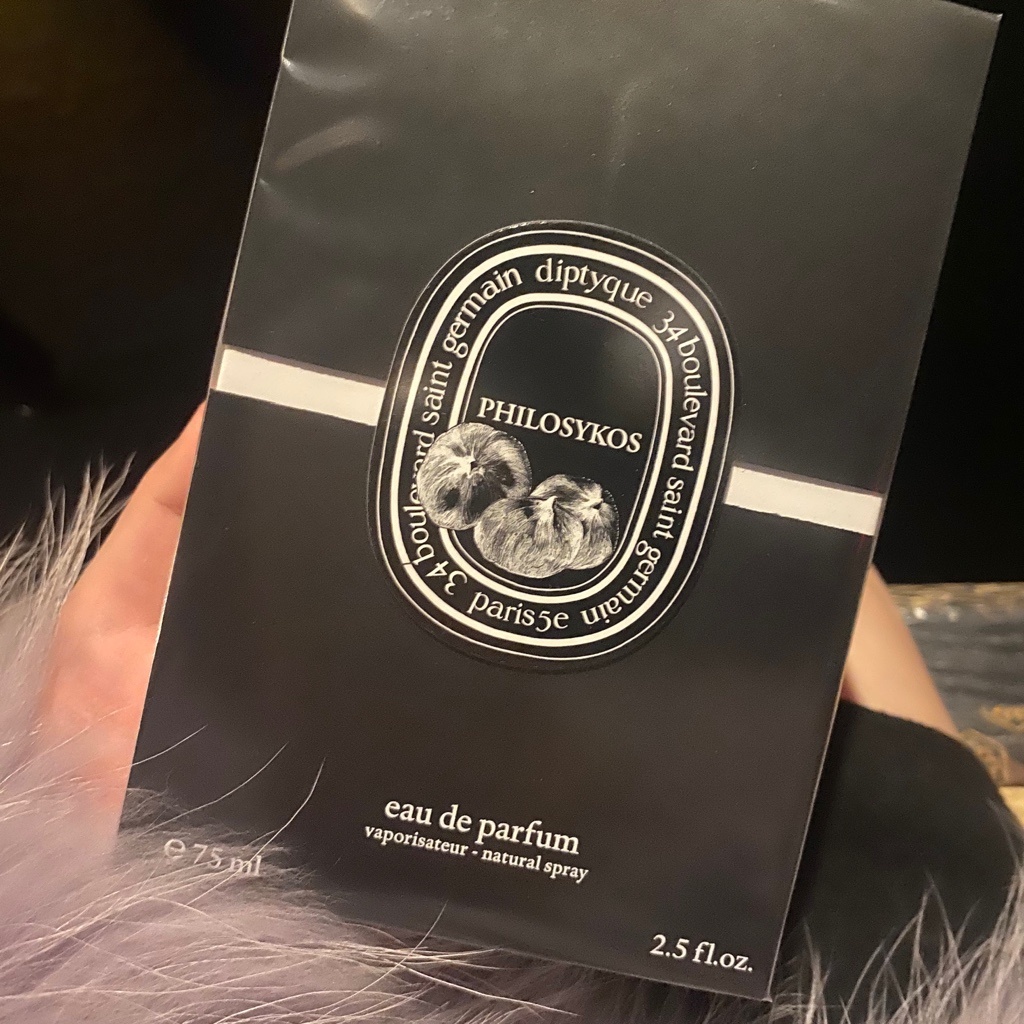 diptyque 34 boulevard saint germain paris5e 34 boulevard saint germain
PHILOSYKOS
eau de parfum
vaporisateur - natural spray
e 75 ml
2.5 fl.oz.